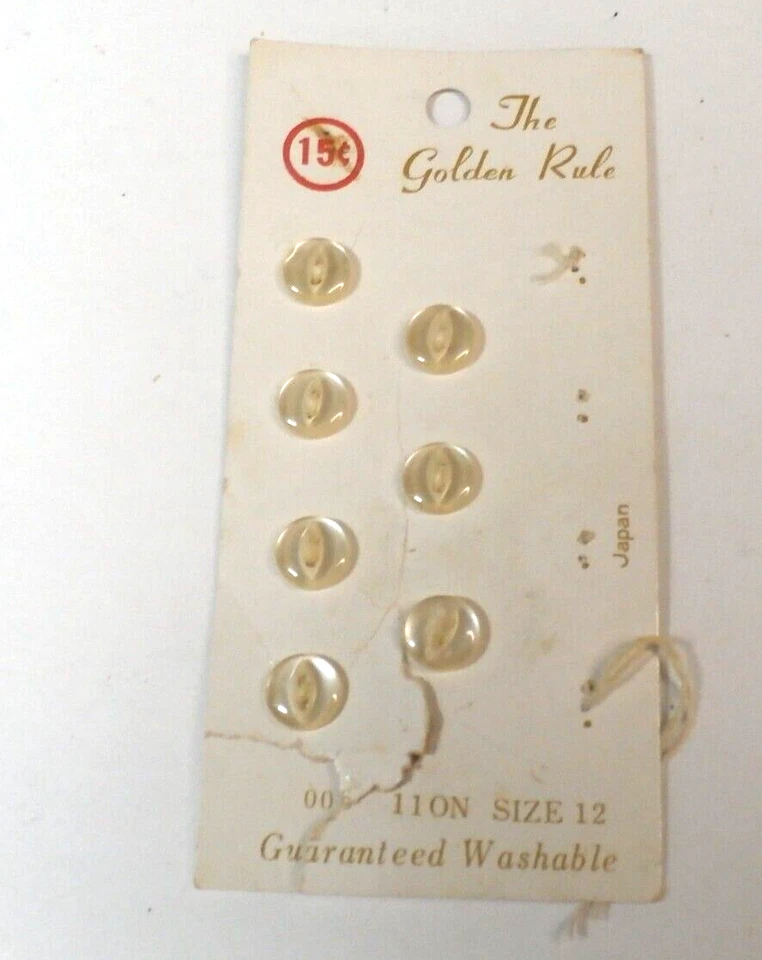 The
15¢
Golden Rule
Japan
11ON SIZE 12
Guaranteed Washable